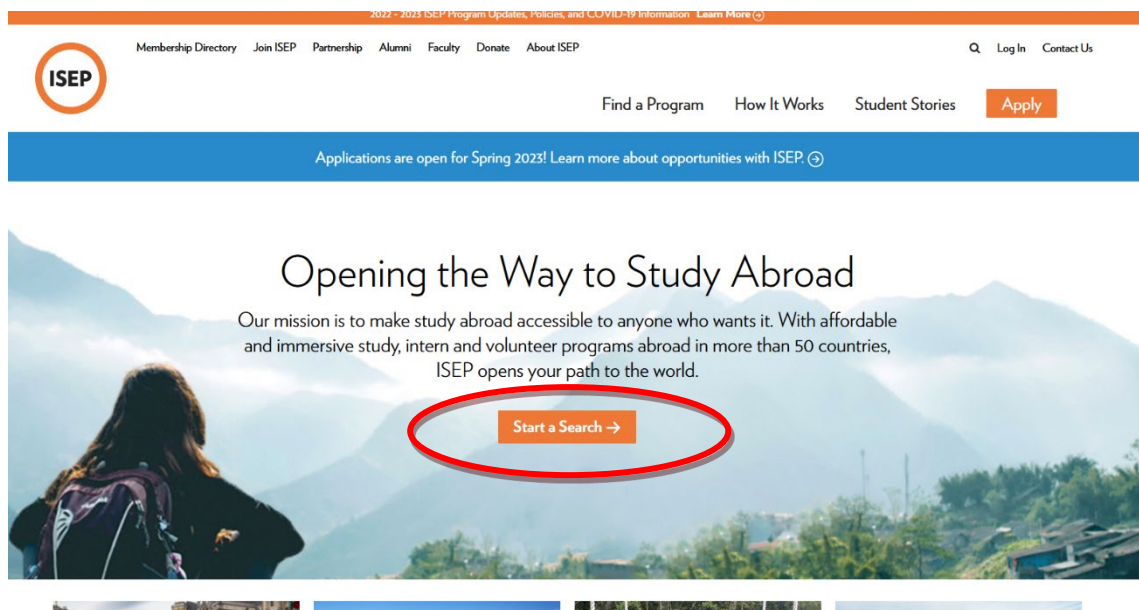 2022 - 2023 ISEP Program Updates, Policies, and COVID-19 Information Learn More
Membership Directory Join ISEP Partnership Alumni Faculty Donate About ISEP Log In Contact Us
ISEP
Find a Program How It Works Student Stories Apply
Applications are open for Spring 2023! Learn more about opportunities with ISEP.
Opening the Way to Study Abroad
Our mission is to make study abroad accessible to anyone who wants it. With affordable
and immersive study, intern and volunteer programs abroad in more than 50 countries,
ISEP opens your path to the world.
Start a Search →